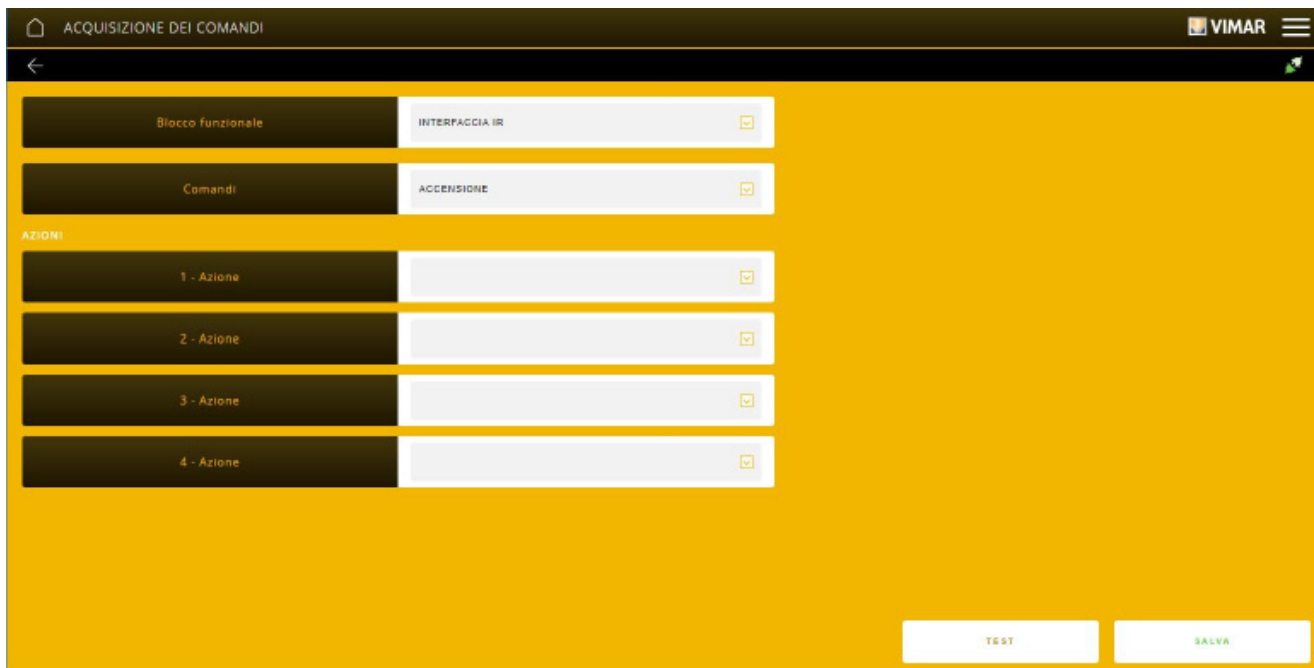 ACQUISIZIONE DEI COMANDI
VIMAR
Blocco funzionale
INTERFACCIA IR
Comandi
ACCENSIONE
AZIONI
1 - Azione
2 - Azione
3 - Azione
4 - Azione
TEST
SALVA